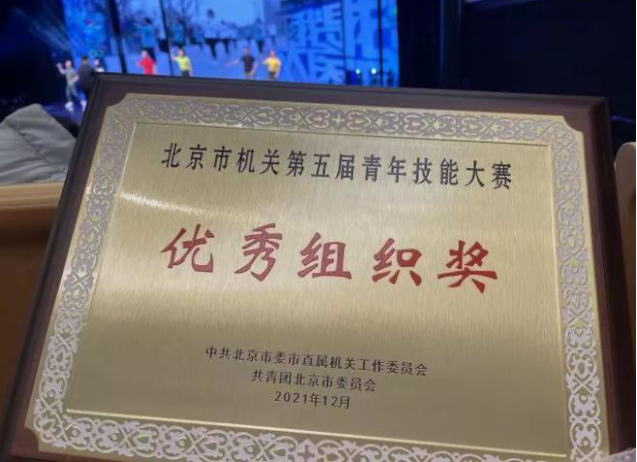 北京市机关第五届青年技能大赛
优秀组织奖
中共北京市委市直属机关工作委员会
共青团北京市委员会
2021年12月